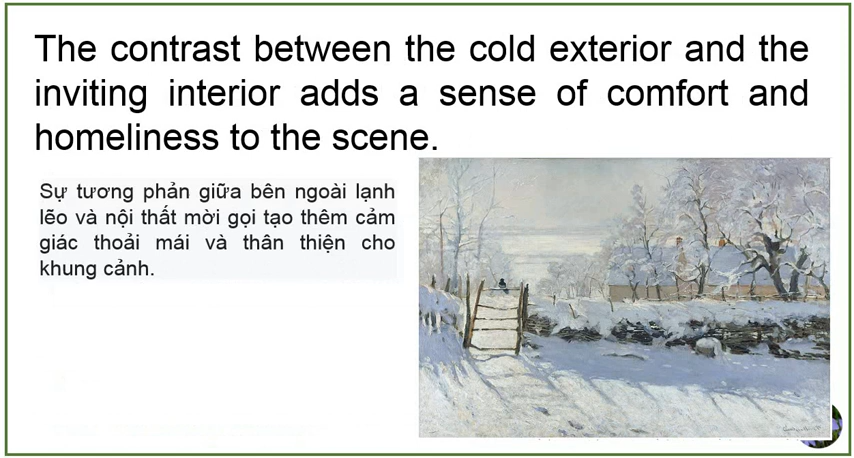 The contrast between the cold exterior and the
inviting interior adds a sense of comfort and
homeliness to the scene.
Sự tương phản giữa bên ngoài lạnh
lẽo và nội thất mời gọi tạo thêm cảm
giác thoải mái và thân thiện cho
khung cảnh.